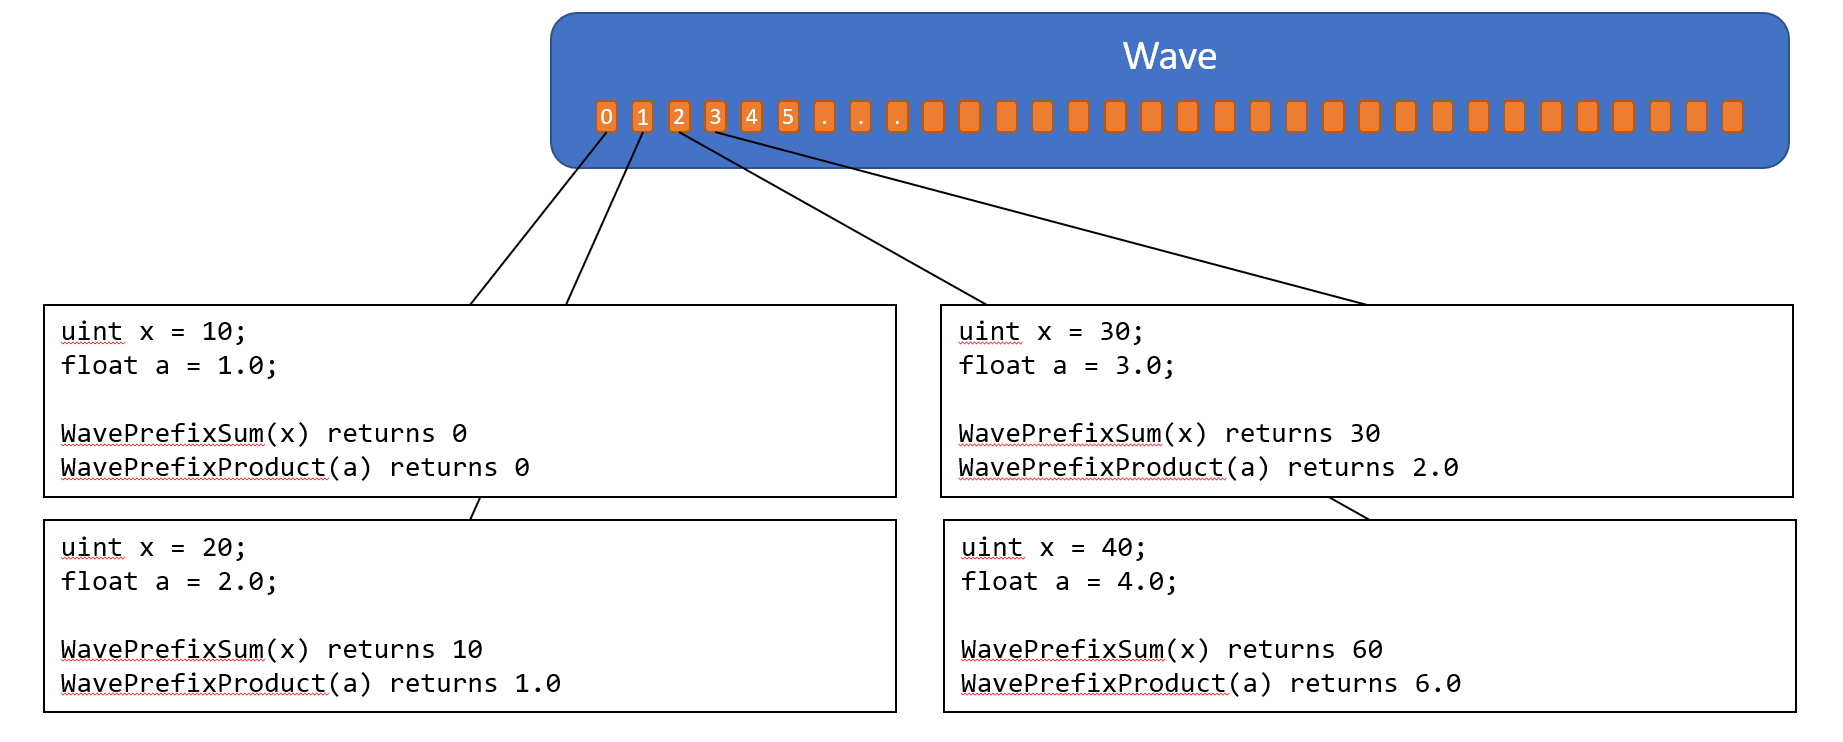 Wave
0 1 2 3 4 5 . . .
uint x = 10;
float a = 1.0;
WavePrefixSum(x) returns 0
WavePrefixProduct(a) returns 0
uint x = 20;
float a = 2.0;
WavePrefixSum(x) returns 10
WavePrefixProduct(a) returns 1.0
uint x = 30;
float a = 3.0;
WavePrefixSum(x) returns 30
WavePrefixProduct(a) returns 2.0
uint x = 40;
float a = 4.0;
WavePrefixSum(x) returns 60
WavePrefixProduct(a) returns 6.0